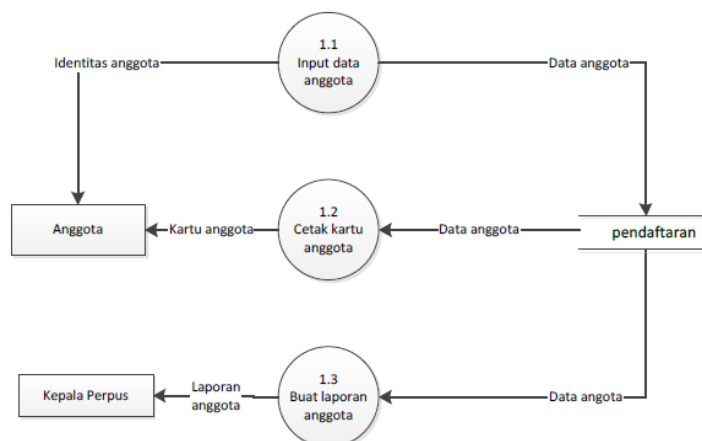 1.1
Input data
anggota
Identitas anggota
Data anggota
1.2
Cetak kartu
anggota
Anggota
Kartu anggota
Data anggota
pendaftaran
1.3
Buat laporan
anggota
Kepala Perpus
Laporan
anggota
Data angota